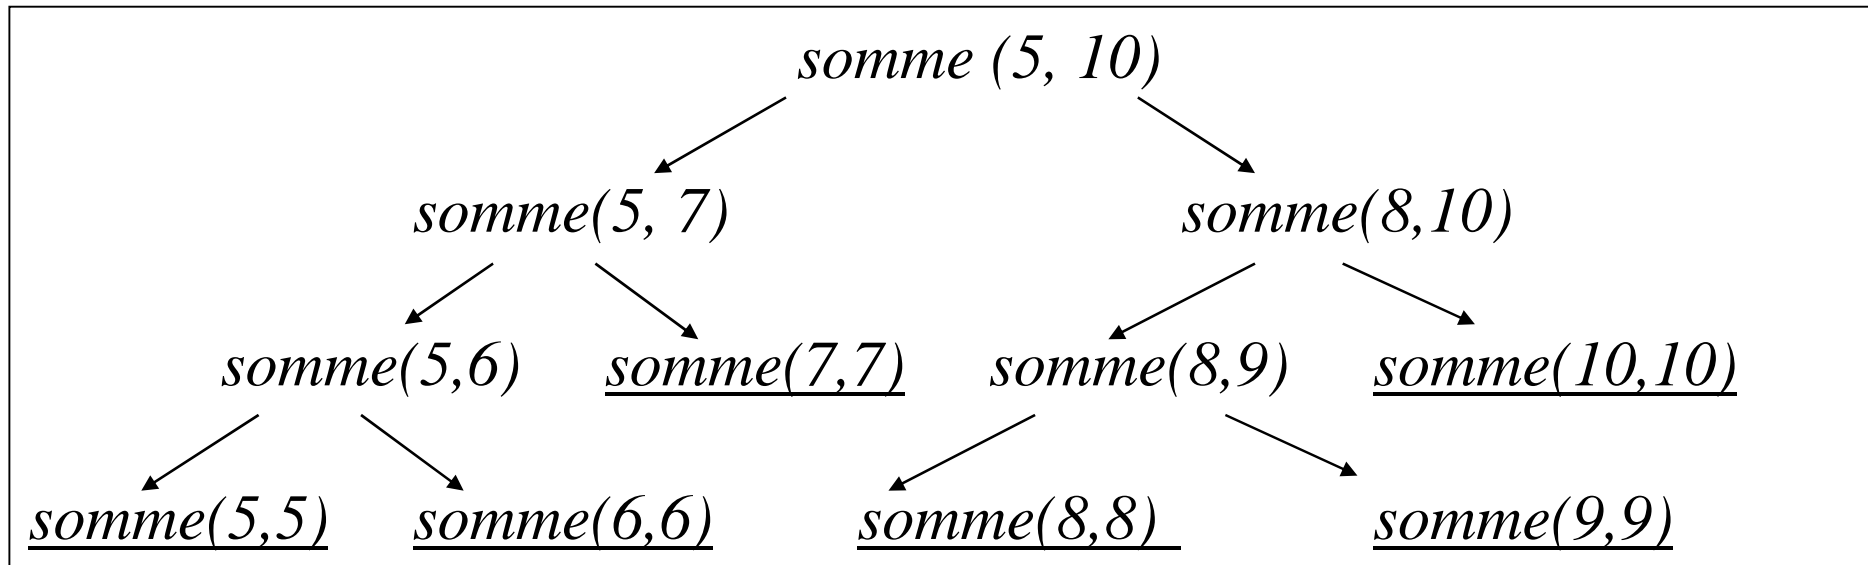 somme (5, 10)
somme(5, 7) somme(8,10)
somme(5,6) somme(7,7) somme(8,9) somme(10,10)
somme(5,5) somme(6,6) somme(8,8) somme(9,9)